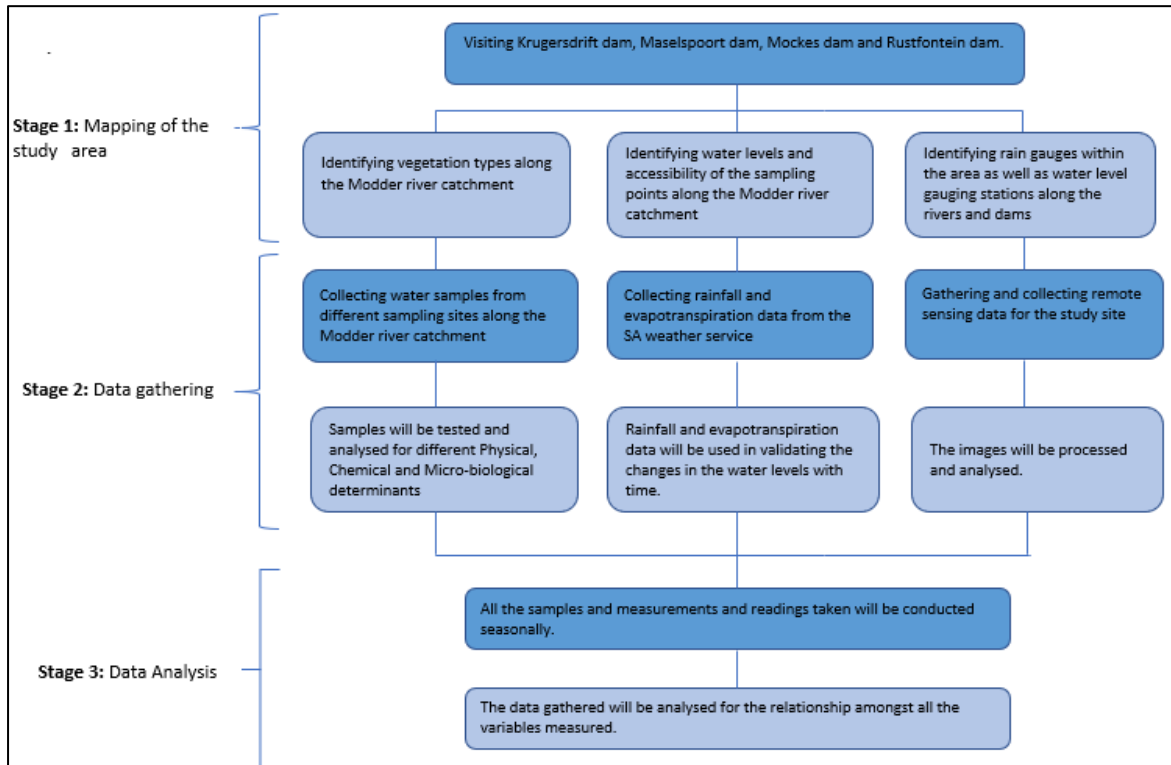 Visiting Krugersdrift dam, Maselspoort dam, Mockes dam and Rustfontein dam.
Stage 1: Mapping of the
study area
Identifying vegetation types along
the Modder river catchment
Identifying water levels and
accessibility of the sampling
points along the Modder river
catchment
Identifying rain gauges within
the area as well as water level
gauging stations along the
rivers and dams
Stage 2: Data gathering
Collecting water samples from
different sampling sites along the
Modder river catchment
Collecting rainfall and
evapotranspiration data from the
SA weather service
Gathering and collecting remote
sensing data for the study site
Samples will be tested and
analysed for different Physical,
Chemical and Micro-biological
determinants
Rainfall and evapotranspiration
data will be used in validating the
changes in the water levels with
time.
The images will be processed
and analysed.
Stage 3: Data Analysis
All the samples and measurements and readings taken will be conducted
seasonally.
The data gathered will be analysed for the relationship amongst all the
variables measured.